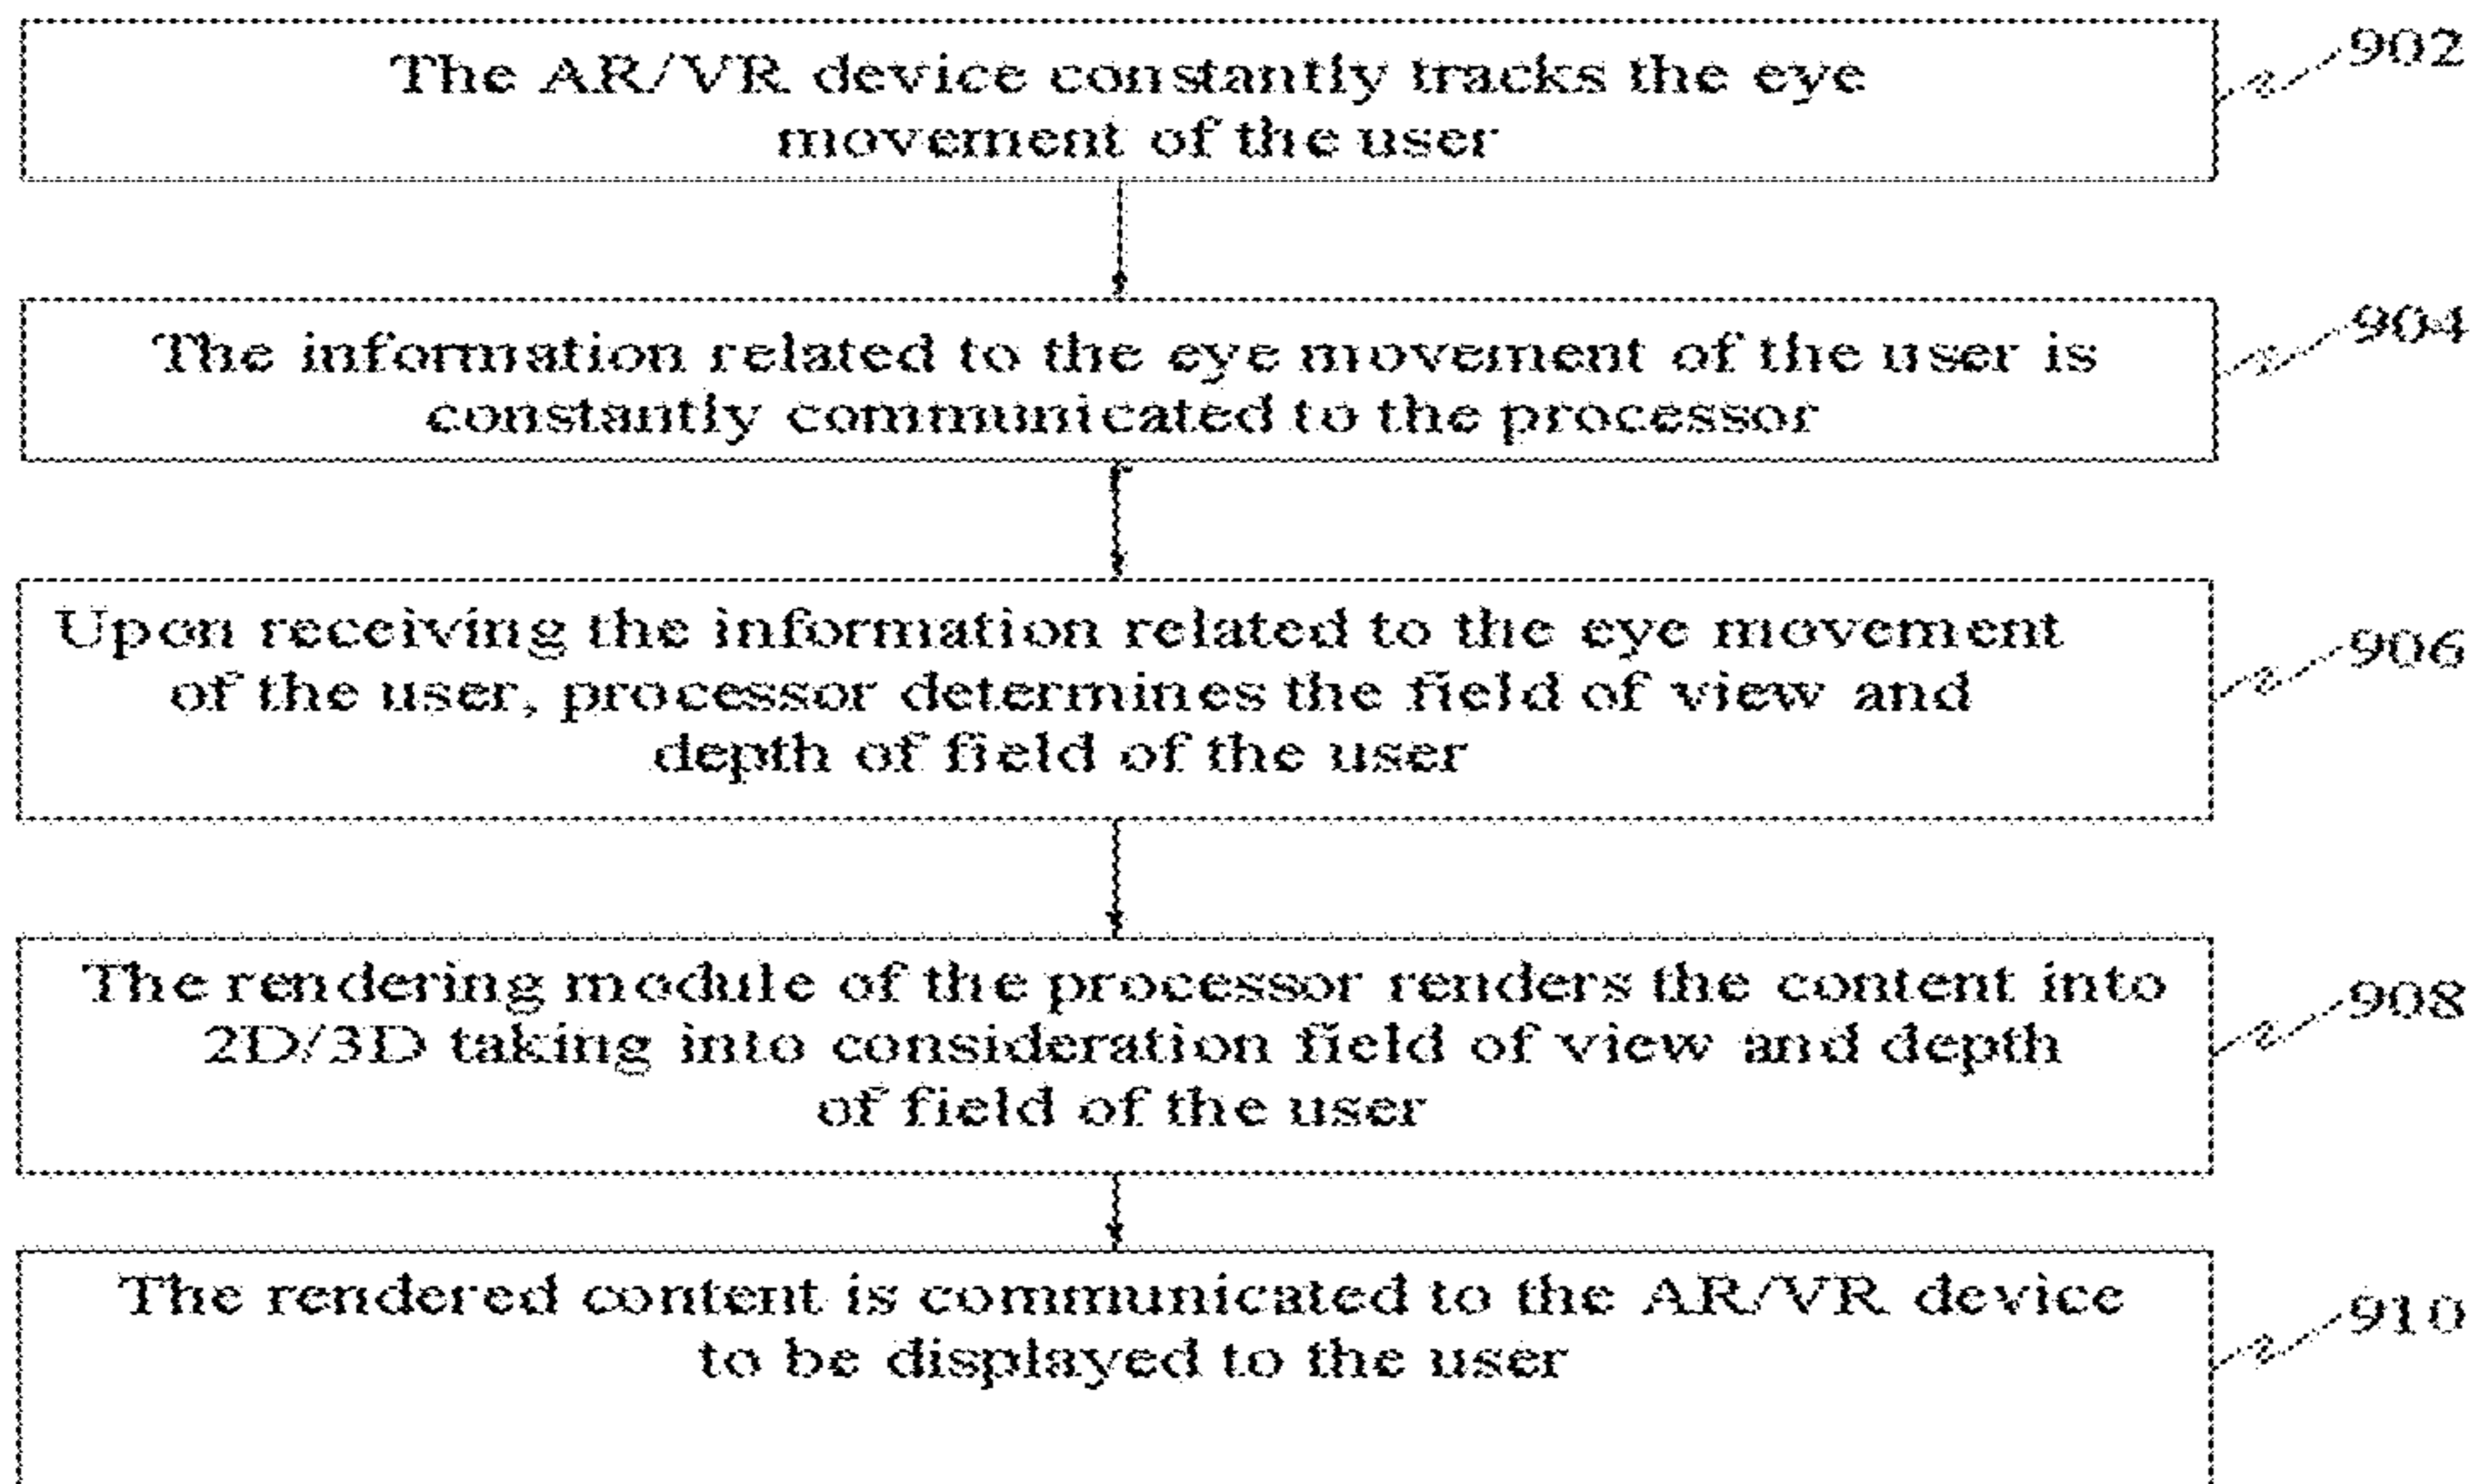 The AR/VR device constantly tracks the eye
movement of the user
902
The information related to the eye movement of the user is
constantly communicated to the processor
904
Upon receiving the information related to the eye movement
of the user, processor determines the field of view and
depth of field of the user
906
The rendering module of the processor renders the content into
2D/3D taking into consideration field of view and depth
of field of the user
908
The rendered content is communicated to the AR/VR device
to be displayed to the user
910